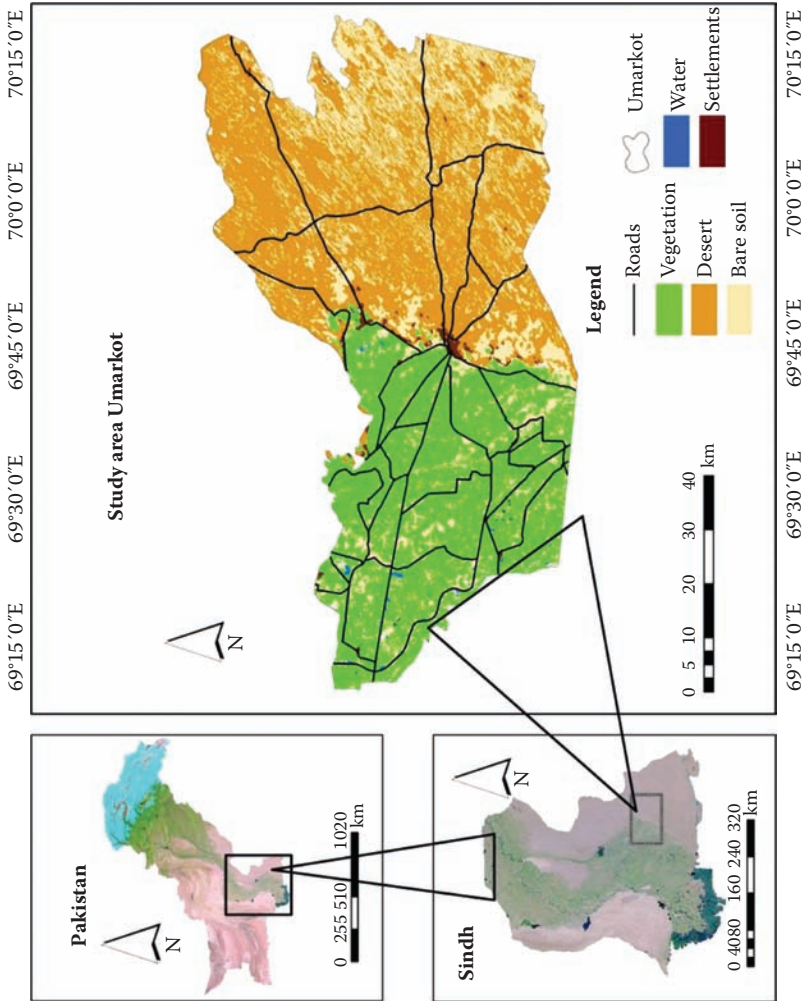 69°15′0″E
69°30′0″E
69°45′0″E
70°0′0″E
70°15′0″E
Pakistan
N
0 255 510 1020
km
Sindh
N
0 4080 160 240 320
km
Study area Umarkot
N
0 5 10 20 30 40
km
Legend
Roads
Vegetation
Desert
Bare soil
Umarkot
Water
Settlements
69°15′0″E
69°30′0″E
69°45′0″E
70°0′0″E
70°15′0″E